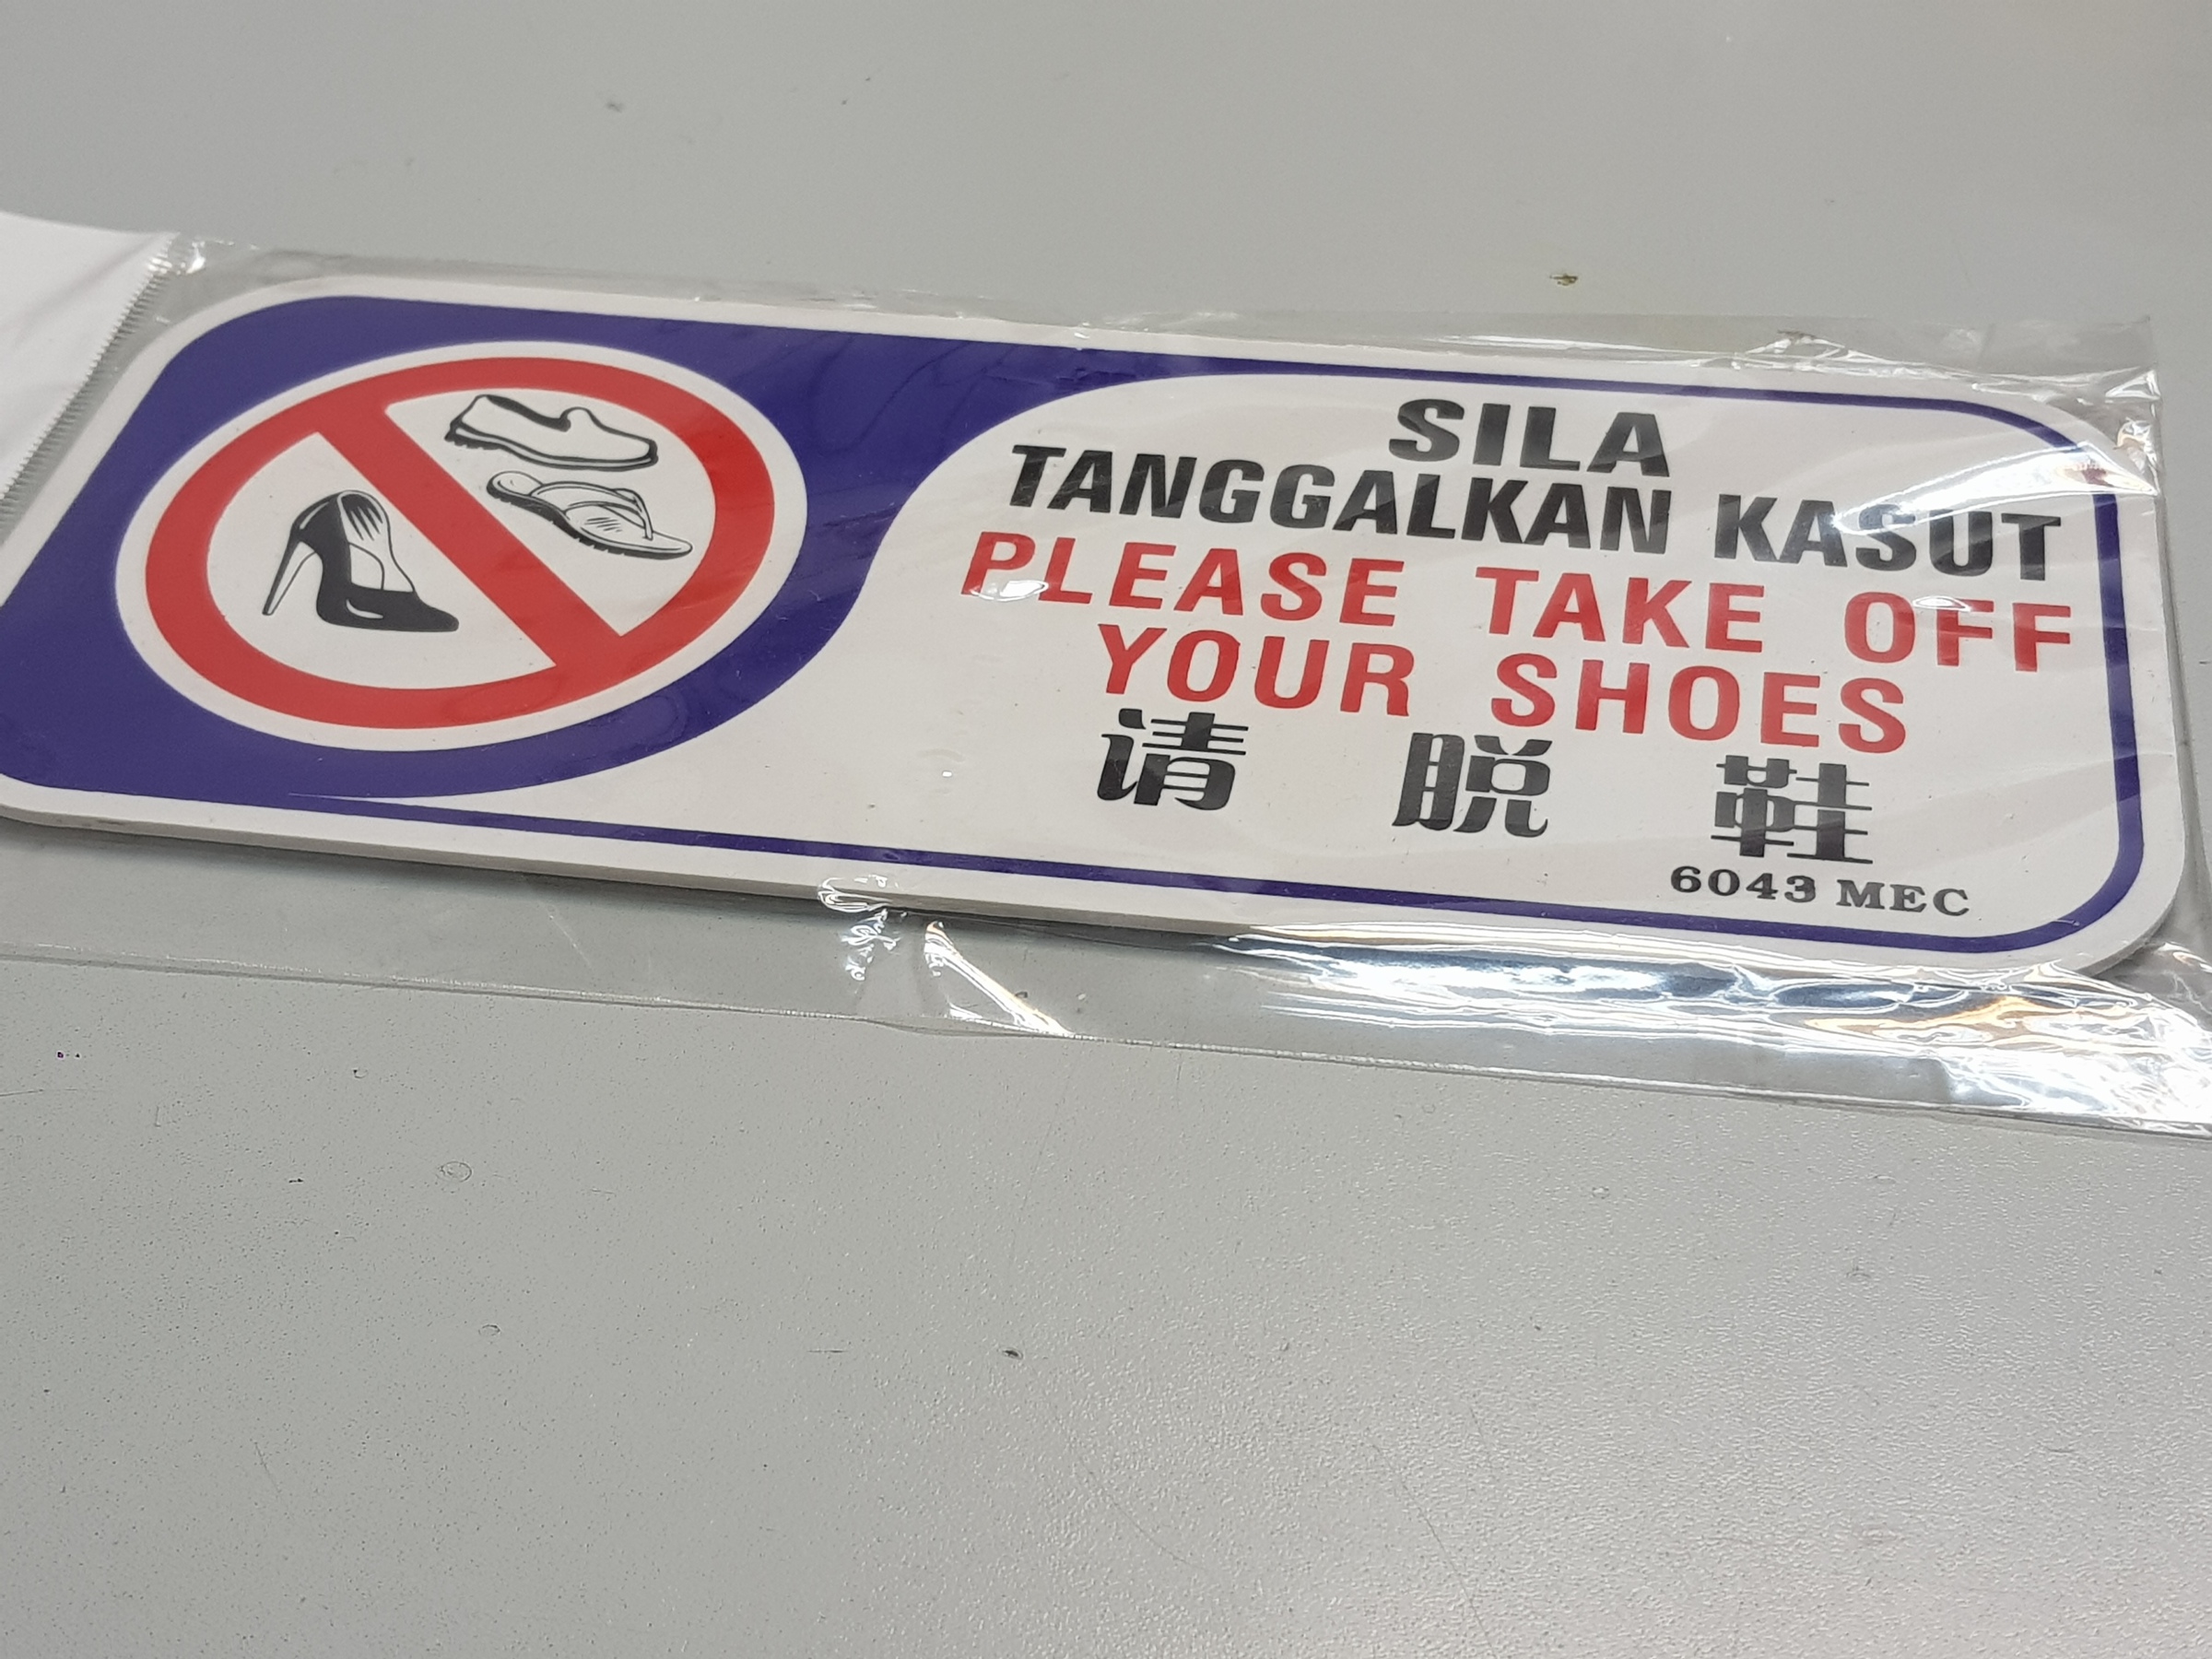 SILA
TANGGALKAN KASUT
PLEASE TAKE OFF
YOUR SHOES
请 脱 鞋
6043 MEC